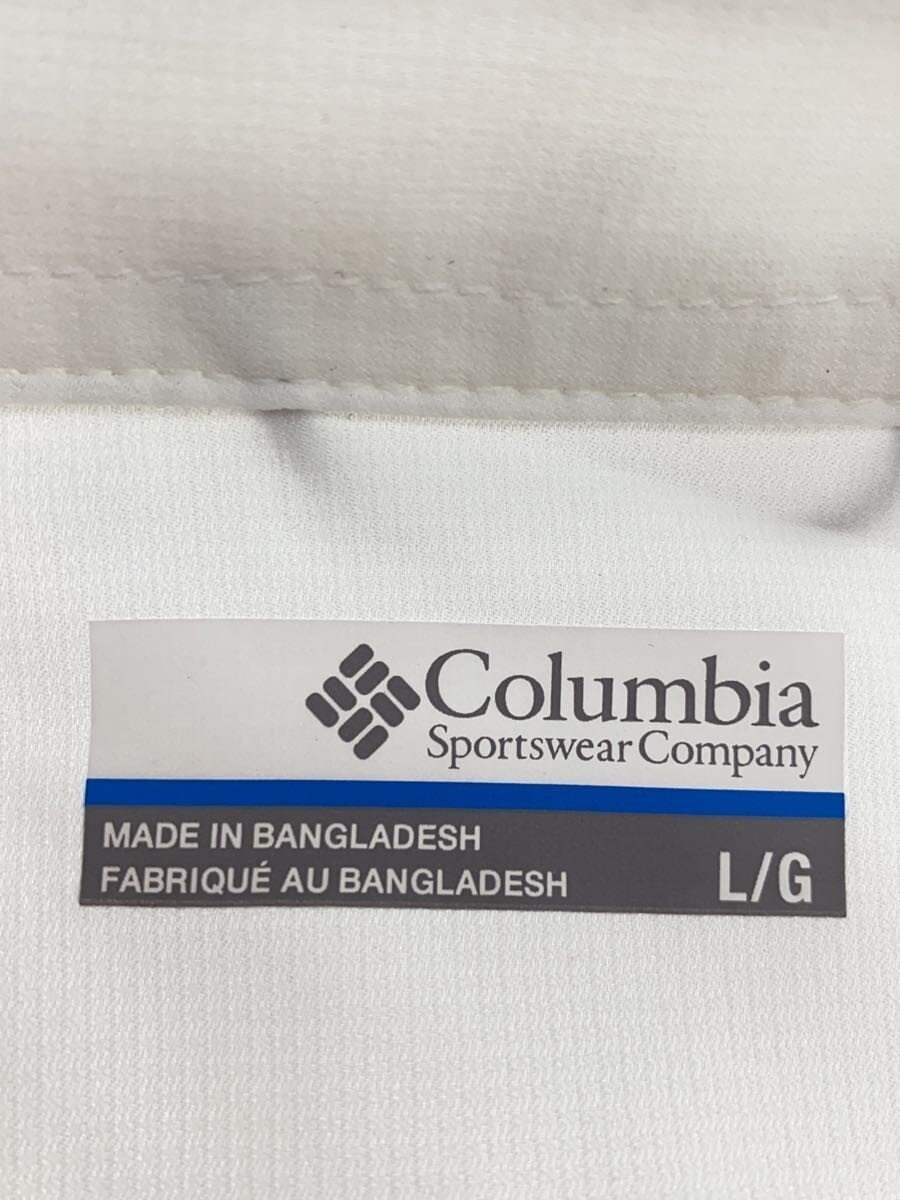 Columbia
Sportswear Company
MADE IN BANGLADESH
FABRIQUÉ AU BANGLADESH
L/G